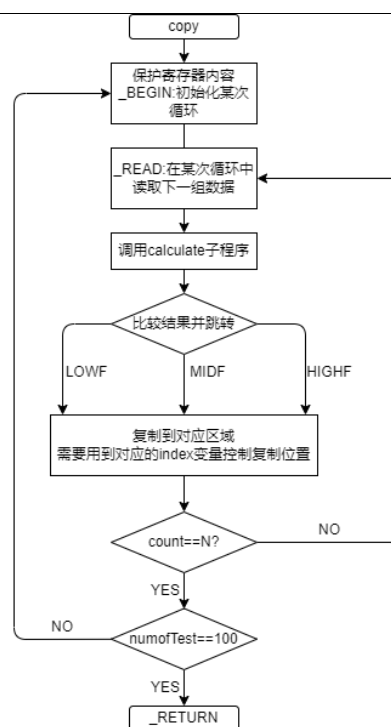 copy
保护寄存器内容
_BEGIN:初始化某次
循环
_READ:在某次循环中
读取下一组数据
调用calculate子程序
比较结果并跳转
LOWF
MIDF
HIGHF
复制到对应区域
需要用到对应的index变量控制复制位置
count==N?
NO
YES
NO
numofTest==100
YES
_RETURN